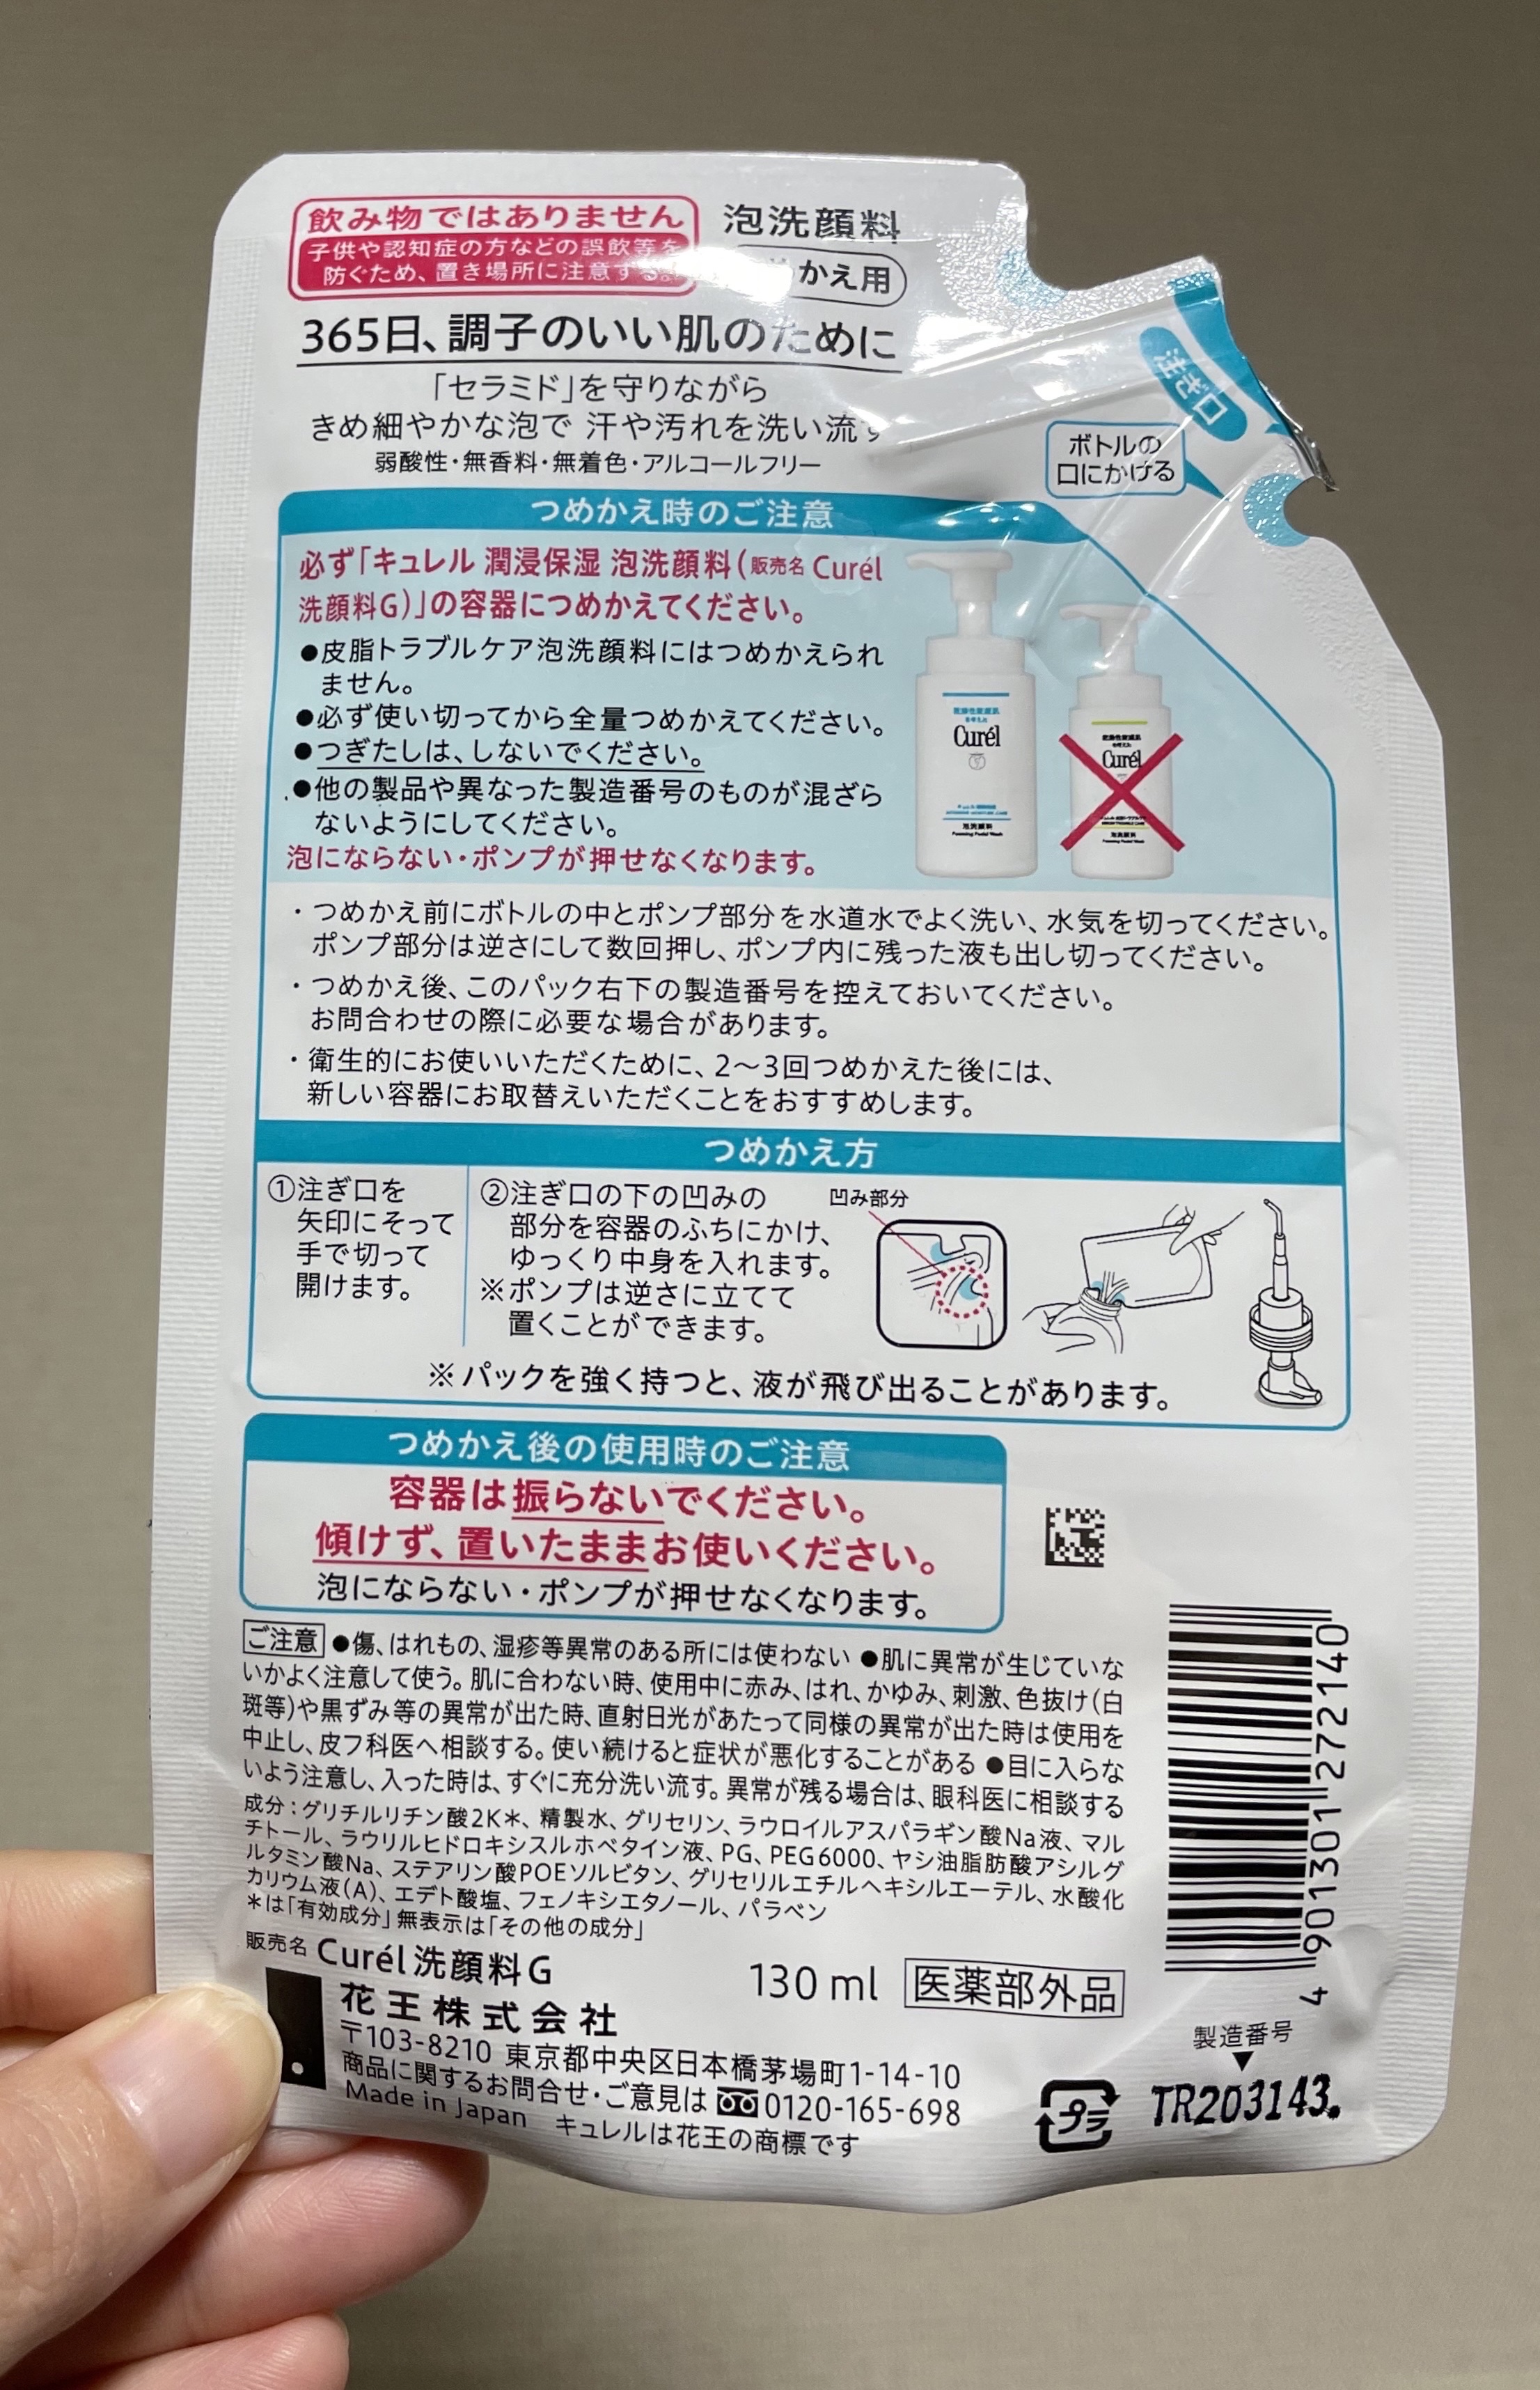 飲み物ではありません
子供や認知症の方などの誤飲等を
防ぐため、置き場所に注意する
泡洗顔料
かえ用
365日、調子のいい肌のために
「セラミド」を守りながら
きめ細やかな泡で 汗や汚れを洗い流す
弱酸性・無香料・無着色・アルコールフリー
注ぎ口
ボトルの
口にかける
つめかえ時のご注意
必ず「キュレル 潤浸保湿 泡洗顔料(販売名 Curél
洗顔料G)」の容器につめかえてください。
●皮脂トラブルケア泡洗顔料にはつめかえられ
ません。
●必ず使い切ってから全量つめかえてください。
●つぎたしは、しないでください。
●他の製品や異なった製造番号のものが混ざら
ないようにしてください。
泡にならない・ポンプが押せなくなります。
乾燥性敏感肌
を考えた
Curél
INTENSIVE MOISTURE CARE
泡洗顔料
Foaming Facial Wash
乾燥性敏感肌
を考えた
Curél
泡洗顔料
Foaming Facial Wash
・つめかえ前にボトルの中とポンプ部分を水道水でよく洗い、水気を切ってください。
ポンプ部分は逆さにして数回押し、ポンプ内に残った液も出し切ってください。
・つめかえ後、このパック右下の製造番号を控えておいてください。
お問合わせの際に必要な場合があります。
・衛生的にお使いいただくために、2〜3回つめかえた後には、
新しい容器にお取替えいただくことをおすすめします。
つめかえ方
①注ぎ口を
矢印にそって
手で切って
開けます。
②注ぎ口の下の凹みの
部分を容器のふちにかけ、
ゆっくり中身を入れます。
※ポンプは逆さに立てて
置くことができます。
凹み部分
※パックを強く持つと、液が飛び出ることがあります。
つめかえ後の使用時のご注意
容器は振らないでください。
傾けず、置いたままお使いください。
泡にならない・ポンプが押せなくなります。
ご注意 ●傷、はれもの、湿疹等異常のある所には使わない ●肌に異常が生じていな
いかよく注意して使う。肌に合わない時、使用中に赤み、はれ、かゆみ、刺激、色抜け(白
斑等)や黒ずみ等の異常が出た時、直射日光があたって同様の異常が出た時は使用を
中止し、皮フ科医へ相談する。使い続けると症状が悪化することがある ●目に入らな
いよう注意し、入った時は、すぐに充分洗い流す。異常が残る場合は、眼科医に相談する
成分:グリチルリチン酸2K*、精製水、グリセリン、ラウロイルアスパラギン酸Na液、マル
チトール、ラウリルヒドロキシスルホベタイン液、PG、PEG6000、ヤシ油脂肪酸アシルグ
ルタミン酸Na、ステアリン酸POEソルビタン、グリセリルエチルヘキシルエーテル、水酸化
カリウム液(A)、エデト酸塩、フェノキシエタノール、パラベン
*は「有効成分」無表示は「その他の成分」
販売名 Curél 洗顔料G
130 ml 医薬部外品
花王株式会社
〒103-8210 東京都中央区日本橋茅場町1-14-10
商品に関するお問合せ・ご意見は 0120-165-698
Made in Japan キュレルは花王の商標です
4 901301 272140
製造番号
プラ
TR203143.